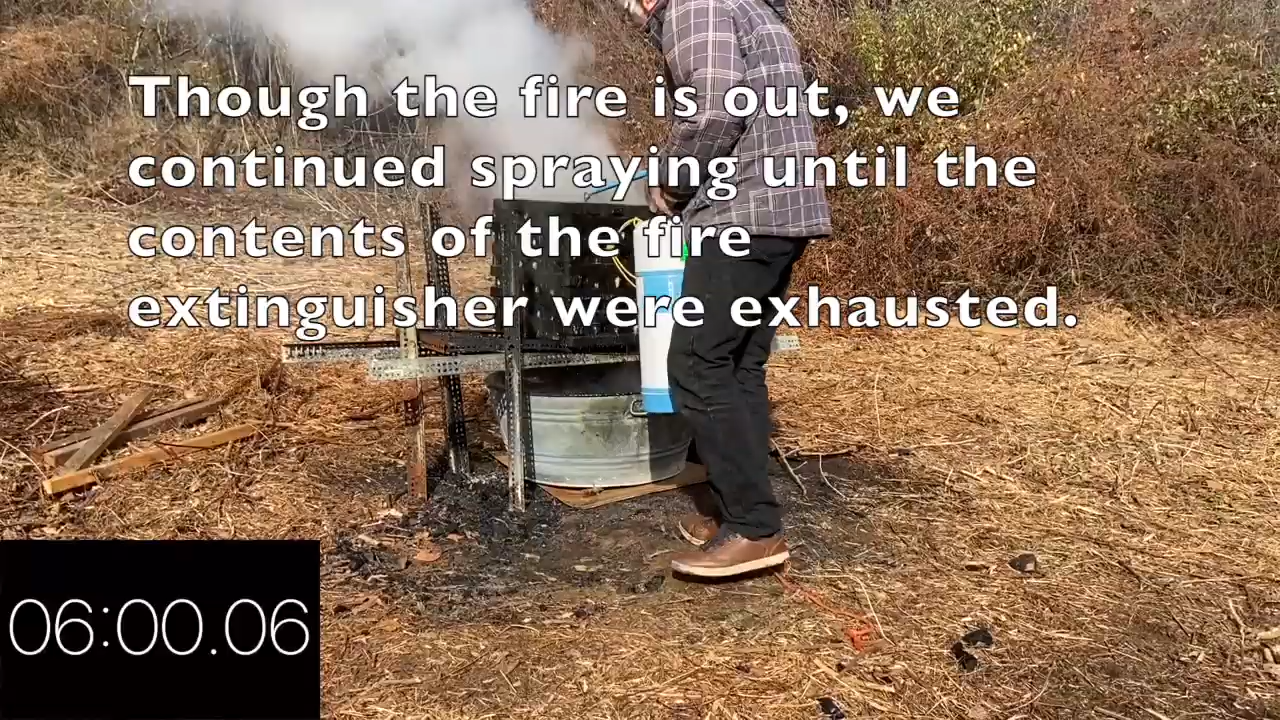 Though the fire is out, we
continued spraying until the
contents of the fire
extinguisher were exhausted.
06:00.06